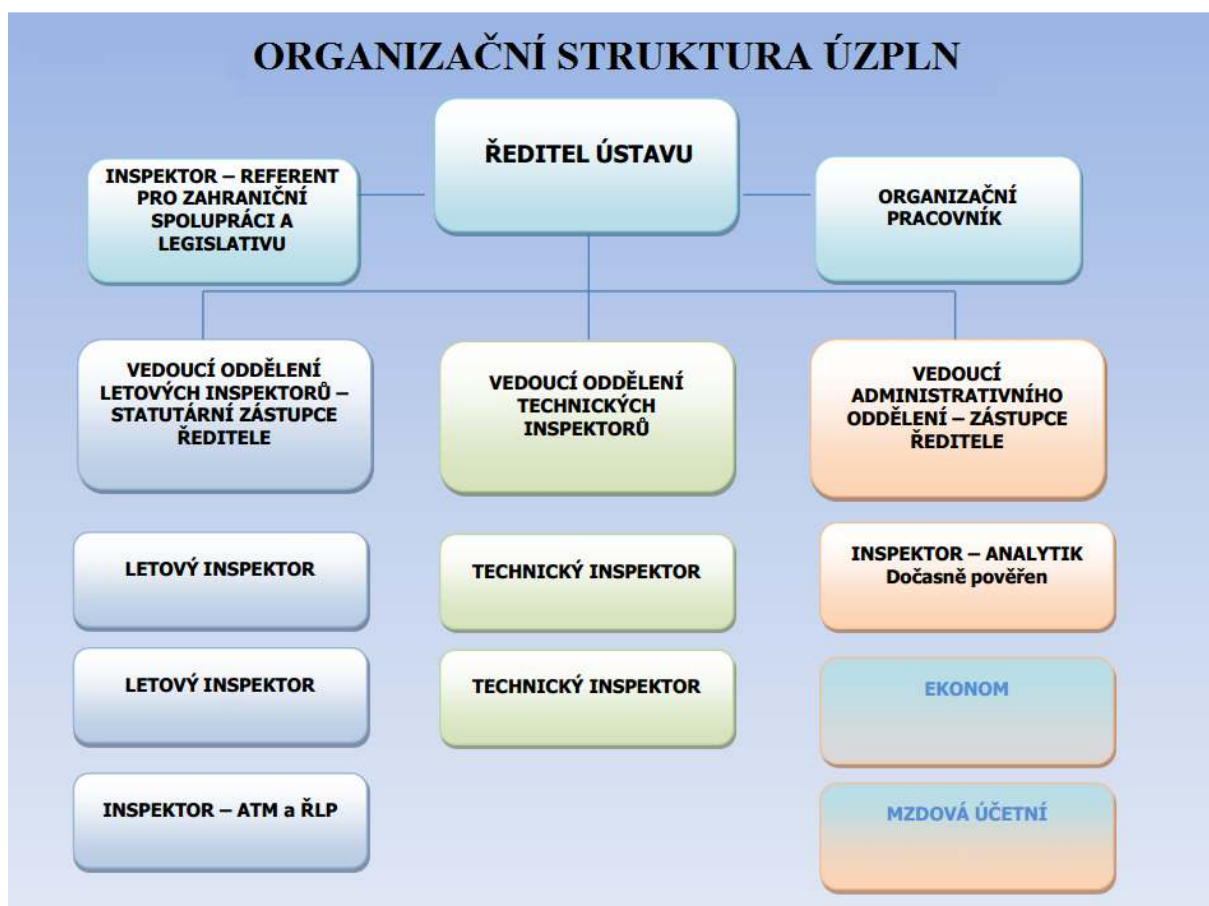 ORGANIZAČNÍ STRUKTURA ÚZPLN
ŘEDITEL ÚSTAVU
INSPEKTOR – REFERENT
PRO ZAHRANIČNÍ
SPOLUPRÁCI A
LEGISLATIVU
ORGANIZAČNÍ
PRACOVNÍK
VEDOUCÍ ODDĚLENÍ
LETOVÝCH INSPEKTORŮ –
STATUTÁRNÍ ZÁSTUPCE
ŘEDITELE
VEDOUCÍ ODDĚLENÍ
TECHNICKÝCH
INSPEKTORŮ
VEDOUCÍ
ADMINISTRATIVNÍHO
ODDĚLENÍ – ZÁSTUPCE
ŘEDITELE
LETOVÝ INSPEKTOR
TECHNICKÝ INSPEKTOR
INSPEKTOR – ANALYTIK
Dočasně pověřen
LETOVÝ INSPEKTOR
TECHNICKÝ INSPEKTOR
EKONOM
INSPEKTOR – ATM a ŘLP
MZDOVÁ ÚČETNÍ